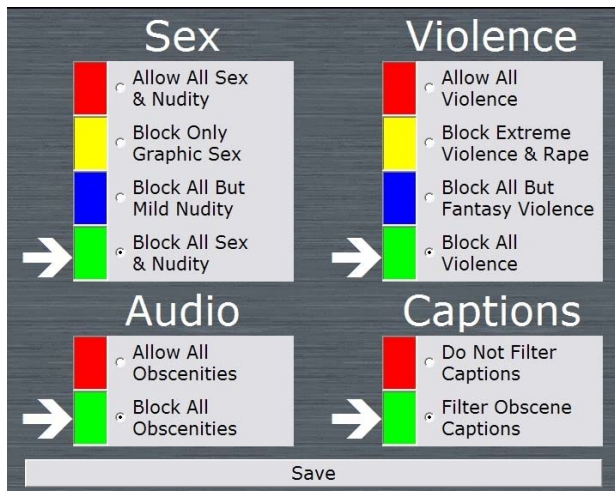 Sex
Allow All Sex
& Nudity
Block Only
Graphic Sex
Block All But
Mild Nudity
Block All Sex
& Nudity
Violence
Allow All
Violence
Block Extreme
Violence & Rape
Block All But
Fantasy Violence
Block All
Violence
Audio
Allow All
Obscenities
Block All
Obscenities
Captions
Do Not Filter
Captions
Filter Obscene
Captions
Save